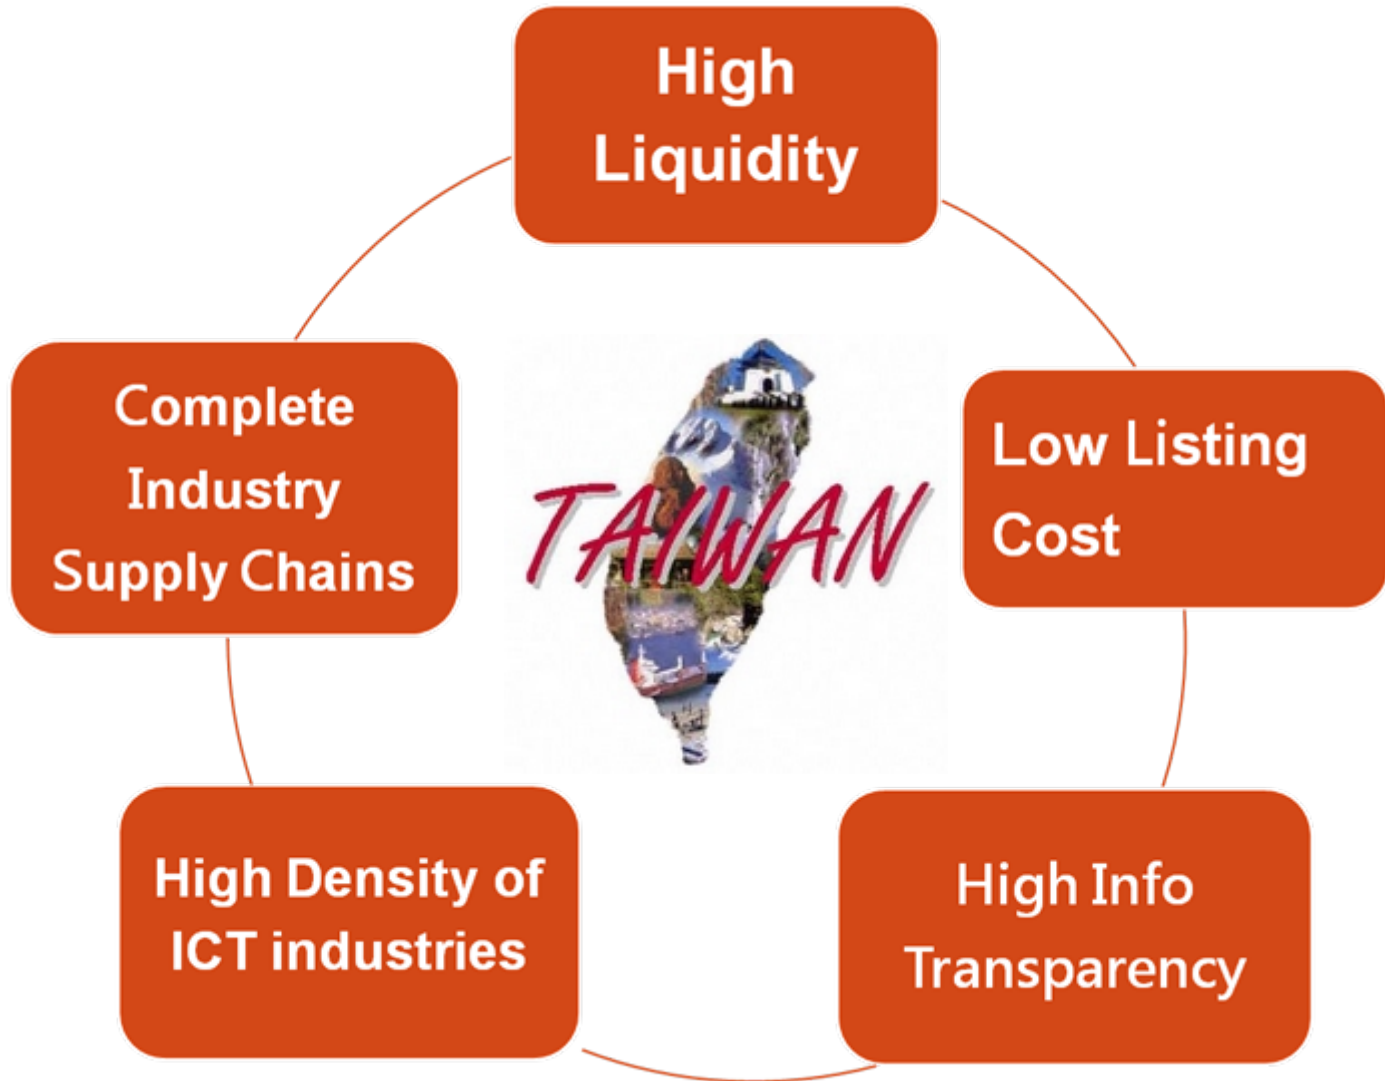 High
Liquidity
Complete
Industry
Supply Chains
TAIWAN
Low Listing
Cost
High Density of
ICT industries
High Info
Transparency